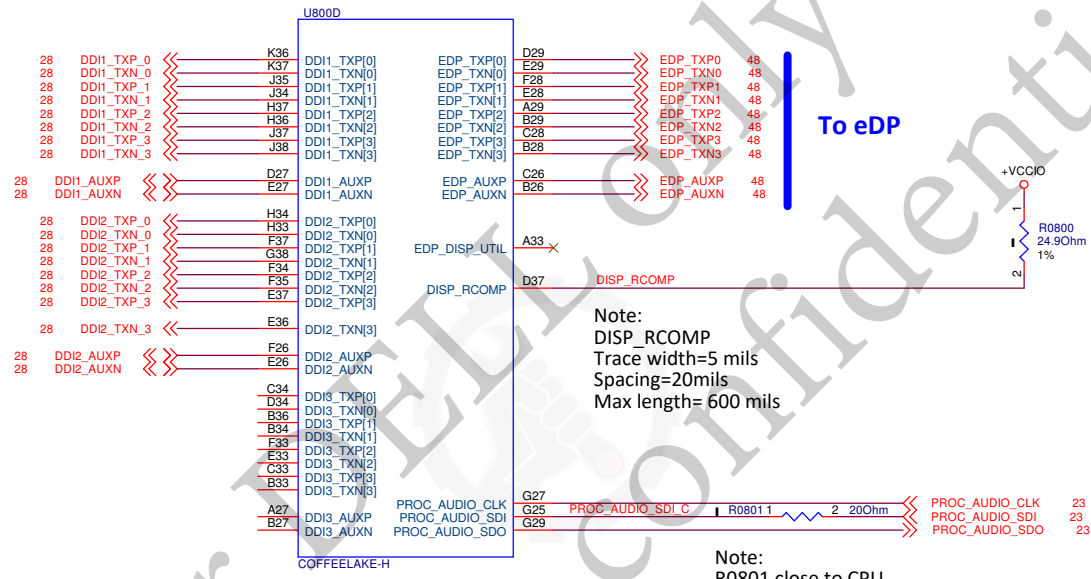 U800D
28 DDI1_TXP_0 K36 DDI1_TXP[0] EDP_TXP[0] D29 EDP_TXP0 48
28 DDI1_TXN_0 K37 DDI1_TXN[0] EDP_TXN[0] E29 EDP_TXN0 48
28 DDI1_TXP_1 J35 DDI1_TXP[1] EDP_TXP[1] F28 EDP_TXP1 48
28 DDI1_TXN_1 J34 DDI1_TXN[1] EDP_TXN[1] E28 EDP_TXN1 48
28 DDI1_TXP_2 H37 DDI1_TXP[2] EDP_TXP[2] A29 EDP_TXP2 48
28 DDI1_TXN_2 H36 DDI1_TXN[2] EDP_TXN[2] B29 EDP_TXN2 48
28 DDI1_TXP_3 J37 DDI1_TXP[3] EDP_TXP[3] C28 EDP_TXP3 48
28 DDI1_TXN_3 J38 DDI1_TXN[3] EDP_TXN[3] B28 EDP_TXN3 48
To eDP
28 DDI1_AUXP D27 DDI1_AUXP EDP_AUXP C26 EDP_AUXP 48
28 DDI1_AUXN E27 DDI1_AUXN EDP_AUXN B26 EDP_AUXN 48
+VCCIO
1
R0800
24.9Ohm
1%
2
28 DDI2_TXP_0 H34 DDI2_TXP[0]
28 DDI2_TXN_0 H33 DDI2_TXN[0]
28 DDI2_TXP_1 F37 DDI2_TXP[1] EDP_DISP_UTIL A33
28 DDI2_TXN_1 G38 DDI2_TXN[1]
28 DDI2_TXP_2 F34 DDI2_TXP[2]
28 DDI2_TXN_2 F35 DDI2_TXN[2] DISP_RCOMP D37 DISP_RCOMP
28 DDI2_TXP_3 E37 DDI2_TXP[3]
28 DDI2_TXN_3 E36 DDI2_TXN[3]
28 DDI2_AUXP F26 DDI2_AUXP
28 DDI2_AUXN E26 DDI2_AUXN
Note:
DISP_RCOMP
Trace width=5 mils
Spacing=20mils
Max length= 600 mils
C34 DDI3_TXP[0]
D34 DDI3_TXN[0]
B36 DDI3_TXP[1]
B34 DDI3_TXN[1]
F33 DDI3_TXP[2]
E33 DDI3_TXN[2]
C33 DDI3_TXP[3]
B33 DDI3_TXN[3]
PROC_AUDIO_CLK G27 PROC_AUDIO_CLK 23
A27 DDI3_AUXP PROC_AUDIO_SDI G25 PROC_AUDIO_SDI_C R0801 1 2 20Ohm PROC_AUDIO_SDI 23
B27 DDI3_AUXN PROC_AUDIO_SDO G29 PROC_AUDIO_SDO 23
COFFEELAKE-H
Note:
R0801 close to CPU
DELL only
confidenti